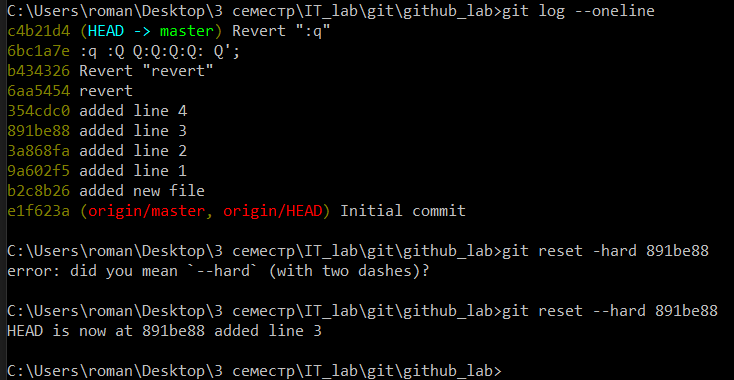 C:\Users\roman\Desktop\3 семестр\IT_lab\git\github_lab>git log --oneline
c4b21d4 (HEAD -> master) Revert ":q"
6bc1a7e :q :Q Q:Q:Q:Q: Q';
b434326 Revert "revert"
6aa5454 revert
354cdc0 added line 4
891be88 added line 3
3a868fa added line 2
9a602f5 added line 1
b2c8b26 added new file
e1f623a (origin/master, origin/HEAD) Initial commit
C:\Users\roman\Desktop\3 семестр\IT_lab\git\github_lab>git reset -hard 891be88
error: did you mean `--hard` (with two dashes)?
C:\Users\roman\Desktop\3 семестр\IT_lab\git\github_lab>git reset --hard 891be88
HEAD is now at 891be88 added line 3
C:\Users\roman\Desktop\3 семестр\IT_lab\git\github_lab>